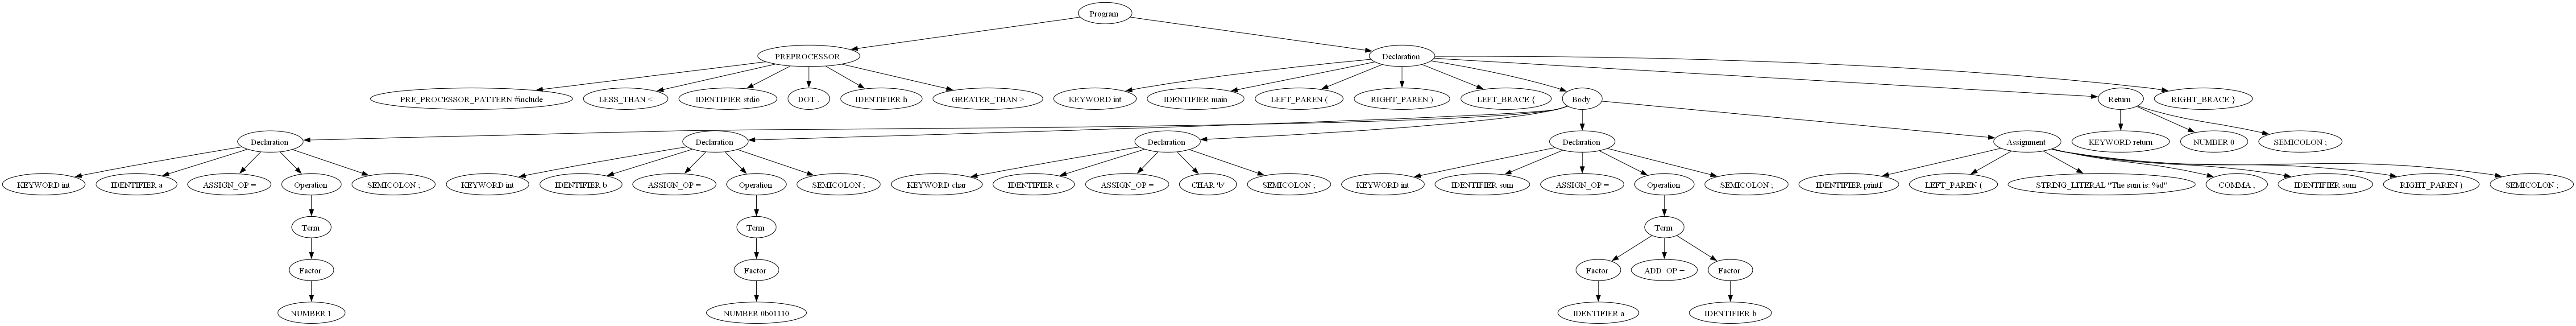 Program
PREPROCESSOR
Declaration
PRE_PROCESSOR_PATTERN #include
LESS_THAN <
IDENTIFIER stdio
DOT .
IDENTIFIER h
GREATER_THAN >
KEYWORD int
IDENTIFIER main
LEFT_PAREN (
RIGHT_PAREN )
LEFT_BRACE {
Body
Return
RIGHT_BRACE }
Declaration
Declaration
Declaration
Declaration
Assignment
KEYWORD return
NUMBER 0
SEMICOLON ;
KEYWORD int
IDENTIFIER a
ASSIGN_OP =
Operation
SEMICOLON ;
KEYWORD int
IDENTIFIER b
ASSIGN_OP =
Operation
SEMICOLON ;
KEYWORD char
IDENTIFIER c
ASSIGN_OP =
CHAR 'b'
SEMICOLON ;
KEYWORD int
IDENTIFIER sum
ASSIGN_OP =
Operation
SEMICOLON ;
IDENTIFIER printf
LEFT_PAREN (
STRING_LITERAL "The sum is: %d"
COMMA ,
IDENTIFIER sum
RIGHT_PAREN )
SEMICOLON ;
Term
Term
Term
Factor
Factor
Factor
ADD_OP +
Factor
NUMBER 1
NUMBER 0b01110
IDENTIFIER a
IDENTIFIER b